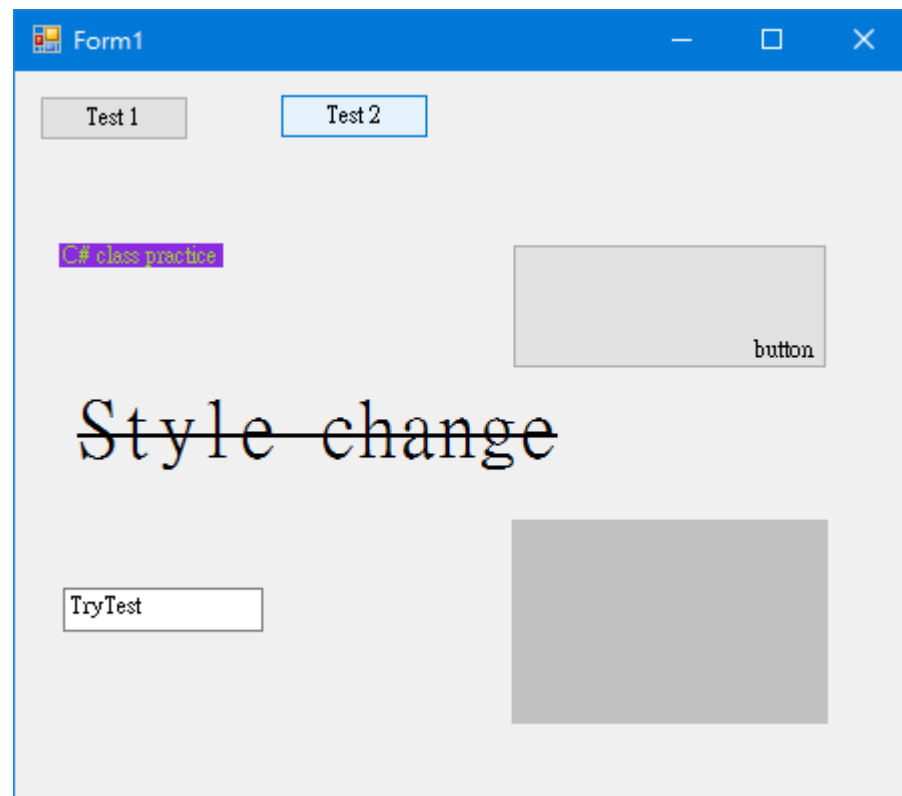 Form1
Test 1
Test 2
C# class practice
button
Style change
TryTest